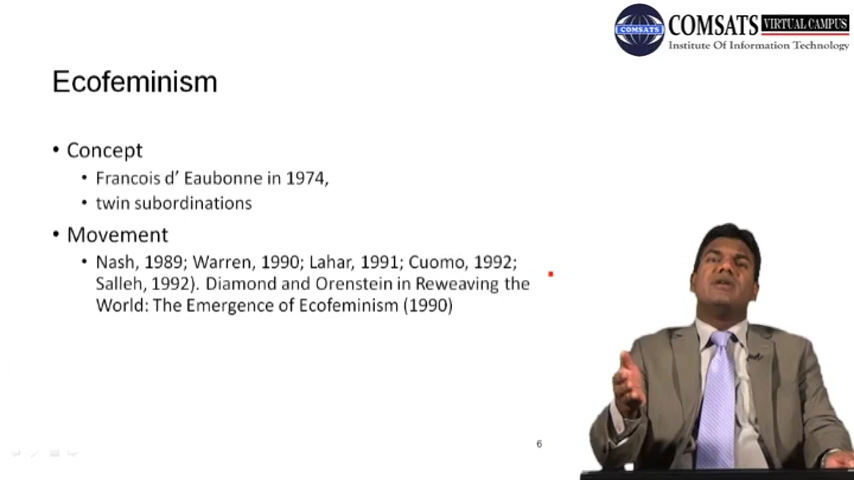 COMSATS
COMSATS VIRTUAL CAMPUS
Institute Of Information Technology
Ecofeminism
• Concept
• Francois d' Eaubonne in 1974,
• twin subordinations
• Movement
• Nash, 1989; Warren, 1990; Lahar, 1991; Cuomo, 1992;
Salleh, 1992). Diamond and Orenstein in Reweaving the
World: The Emergence of Ecofeminism (1990)
6